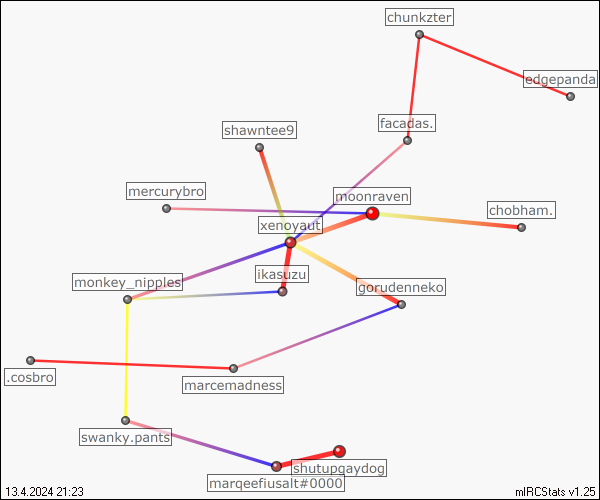 chunkzter
edgepanda
facadas.
shawntee9
mercurybro
moonraven
chobham.
xenoyaut
ikasuzu
monkey_nipples
gorudenneko
.cosbro
marcemadness
swanky.pants
shutupgaydog
marqeefiusalt#0000
13.4.2024 21:23
mIRCStats v1.25